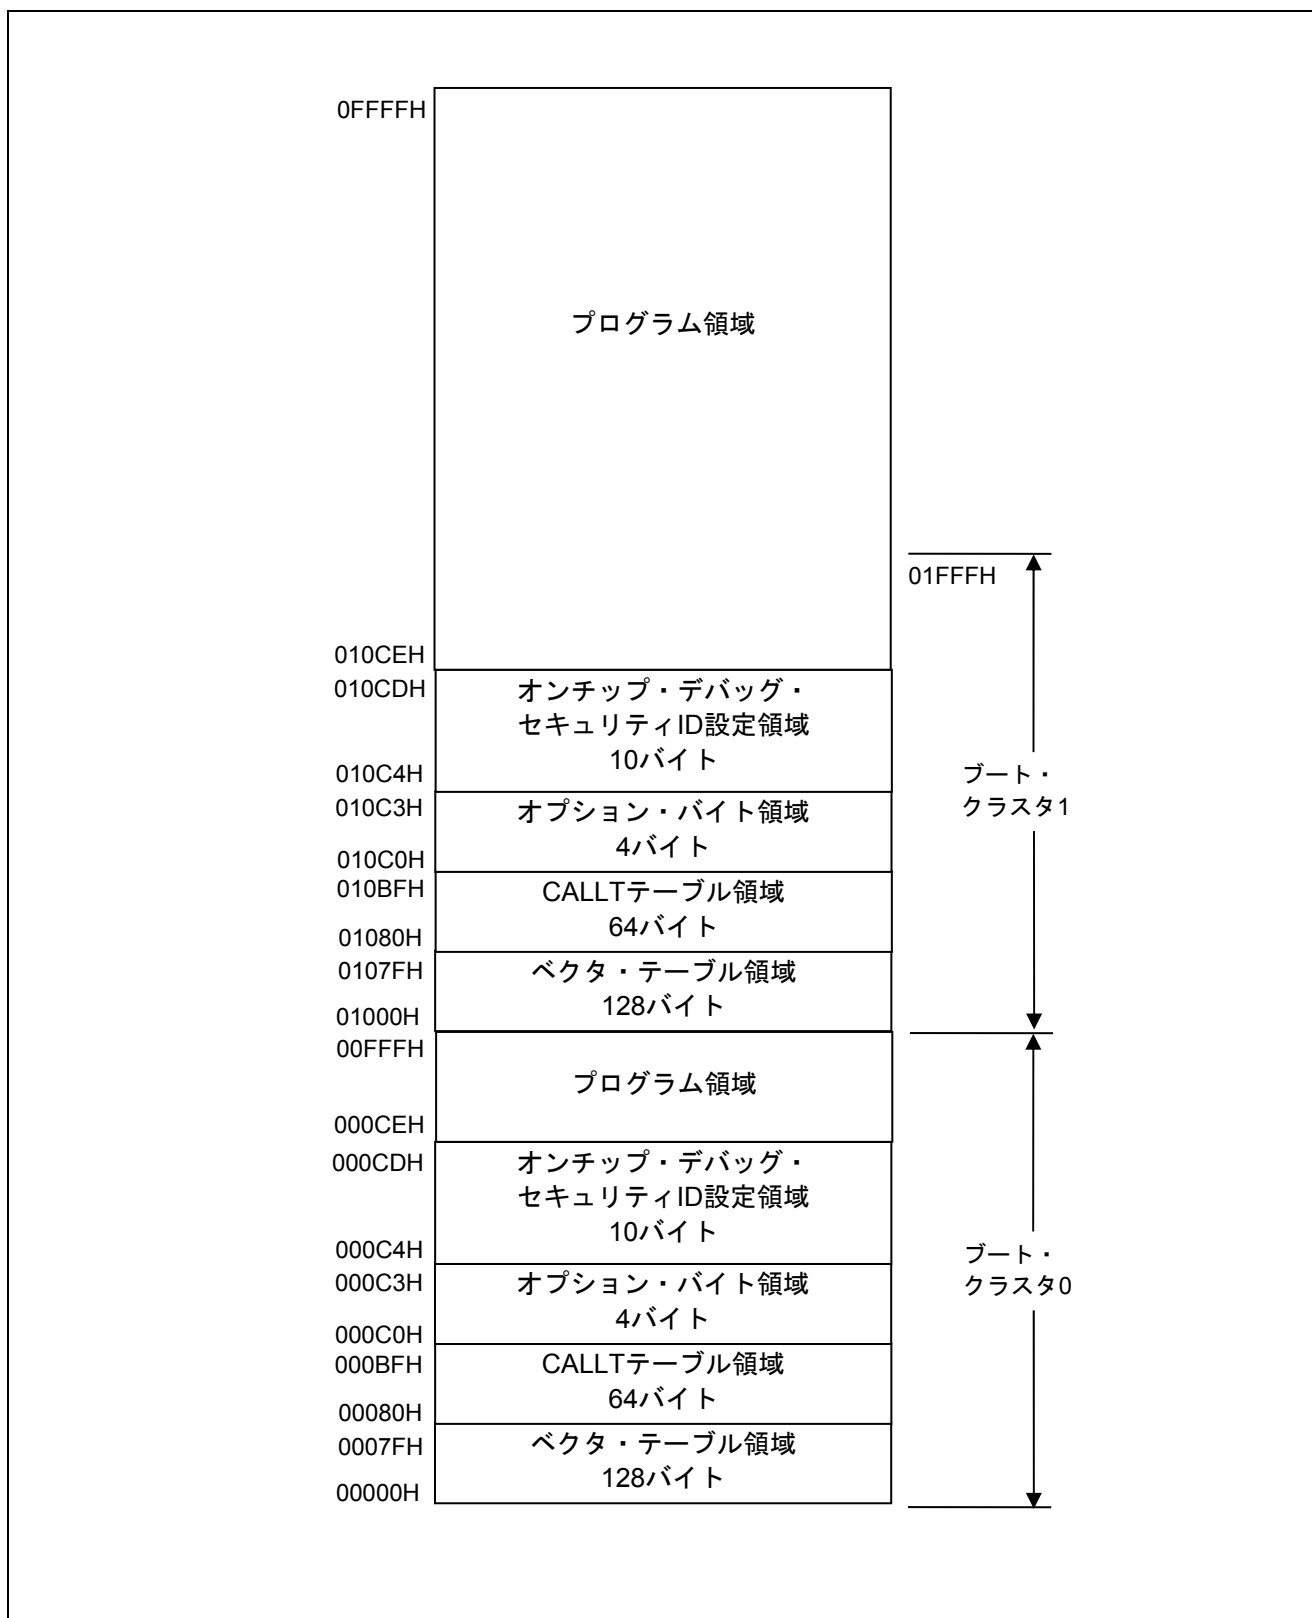 0FFFFH
プログラム領域
01FFFH
010CEH
010CDH
オンチップ・デバッグ・
セキュリティID設定領域
10バイト
010C4H
ブート・
クラスタ1
010C3H
オプション・バイト領域
4バイト
010C0H
010BFH
CALLTテーブル領域
64バイト
01080H
0107FH
ベクタ・テーブル領域
128バイト
01000H
00FFFH
プログラム領域
000CEH
000CDH
オンチップ・デバッグ・
セキュリティID設定領域
10バイト
000C4H
ブート・
クラスタ0
000C3H
オプション・バイト領域
4バイト
000C0H
000BFH
CALLTテーブル領域
64バイト
00080H
0007FH
ベクタ・テーブル領域
128バイト
00000H